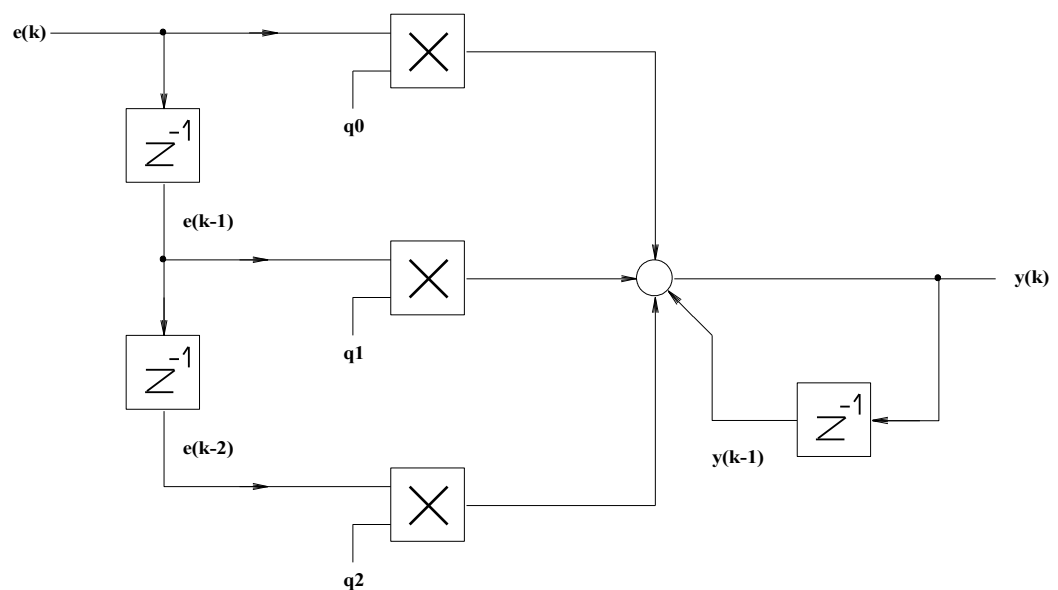 e(k)
q0
Z-1
e(k-1)
q1
y(k)
Z-1
Z-1
e(k-2)
y(k-1)
q2